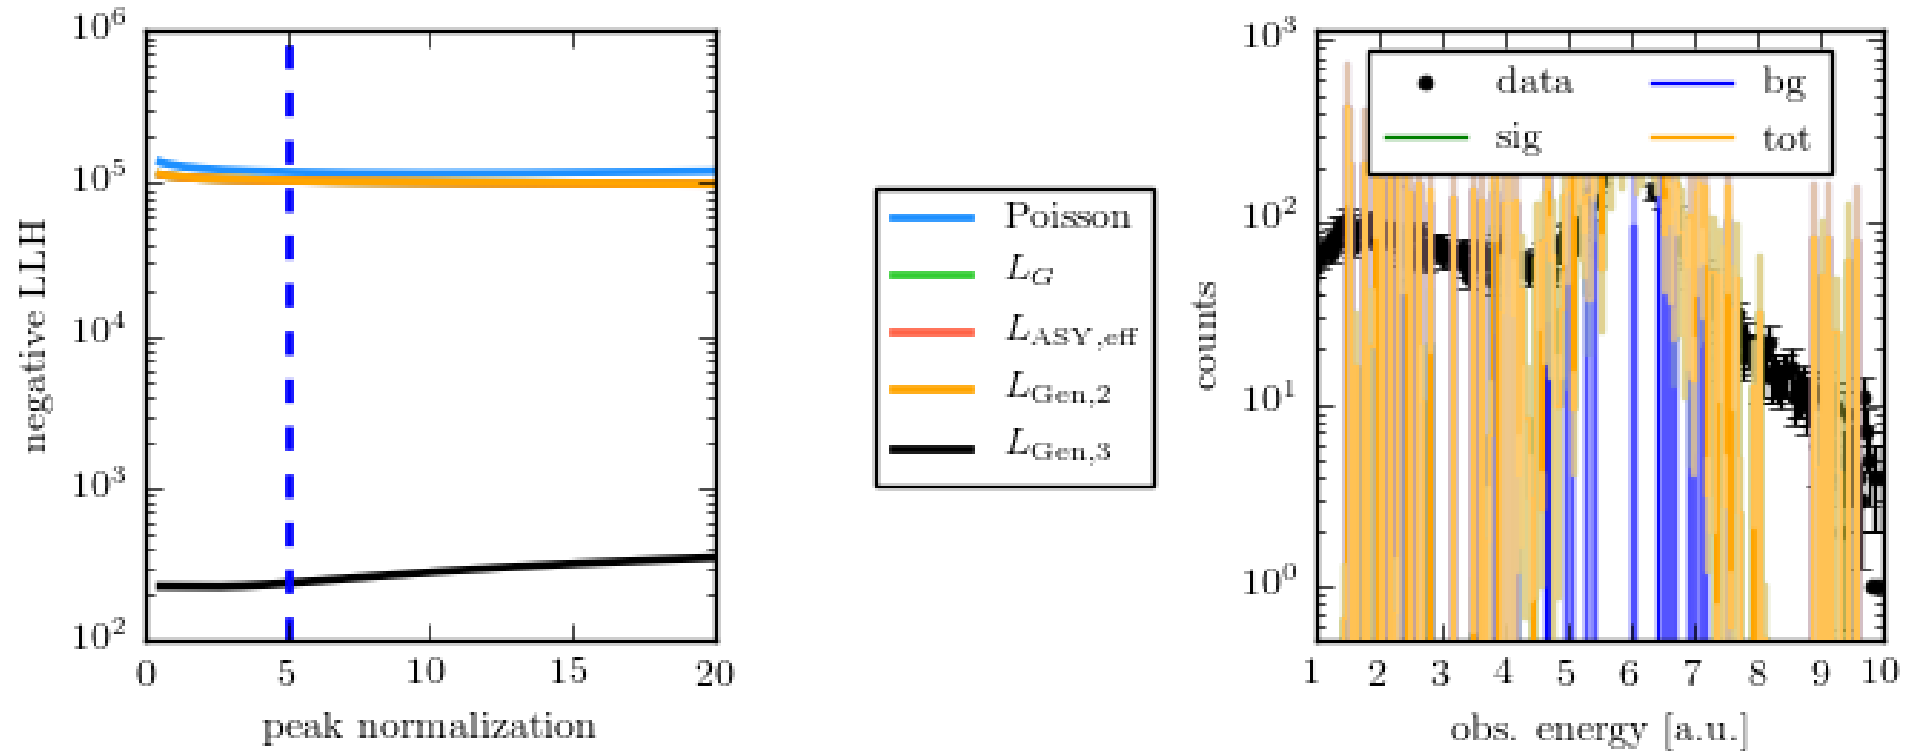 10^6
10^5
10^4
10^3
10^2
negative LLH
0 5 10 15 20
peak normalization
Poisson
L_G
L_ASY,eff
L_Gen,2
L_Gen,3
10^3
10^2
10^1
10^0
counts
data bg
sig tot
1 2 3 4 5 6 7 8 9 10
obs. energy [a.u.]